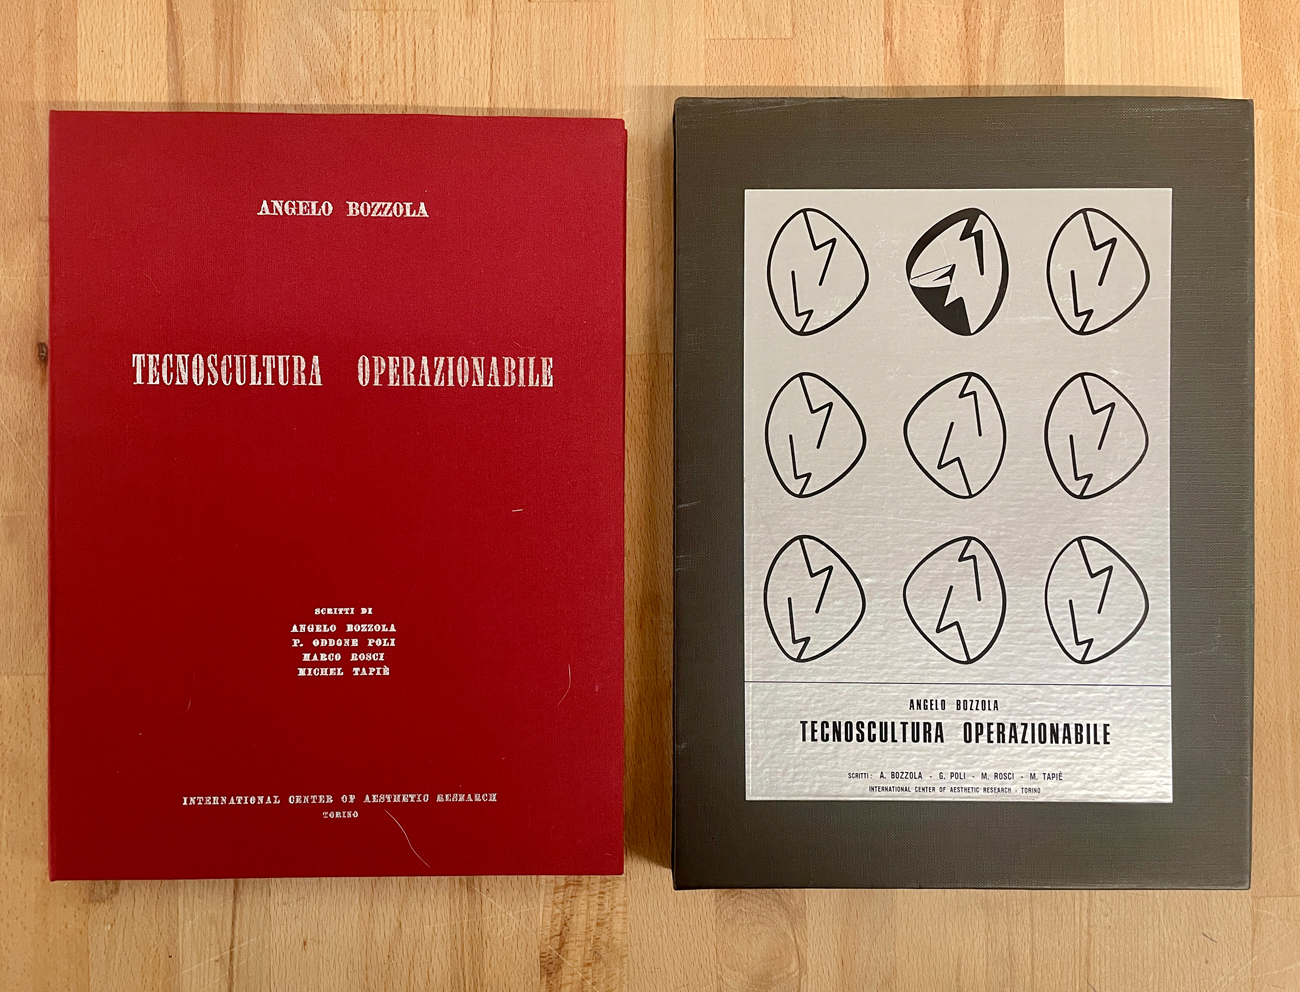 ANGELO BOZZOLA
TECNOSCULTURA OPERAZIONABILE
SCRITTI DI
ANGELO BOZZOLA
P. ODDONE POLI
MARCO ROSCI
MICHEL TAPIÈ
INTERNATIONAL CENTER OF AESTHETIC RESEARCH
TORINO
ANGELO BOZZOLA
TECNOSCULTURA OPERAZIONABILE
SCRITTI: A. BOZZOLA - G. POLI - M. ROSCI - M. TAPIÈ
INTERNATIONAL CENTER OF AESTHETIC RESEARCH - TORINO